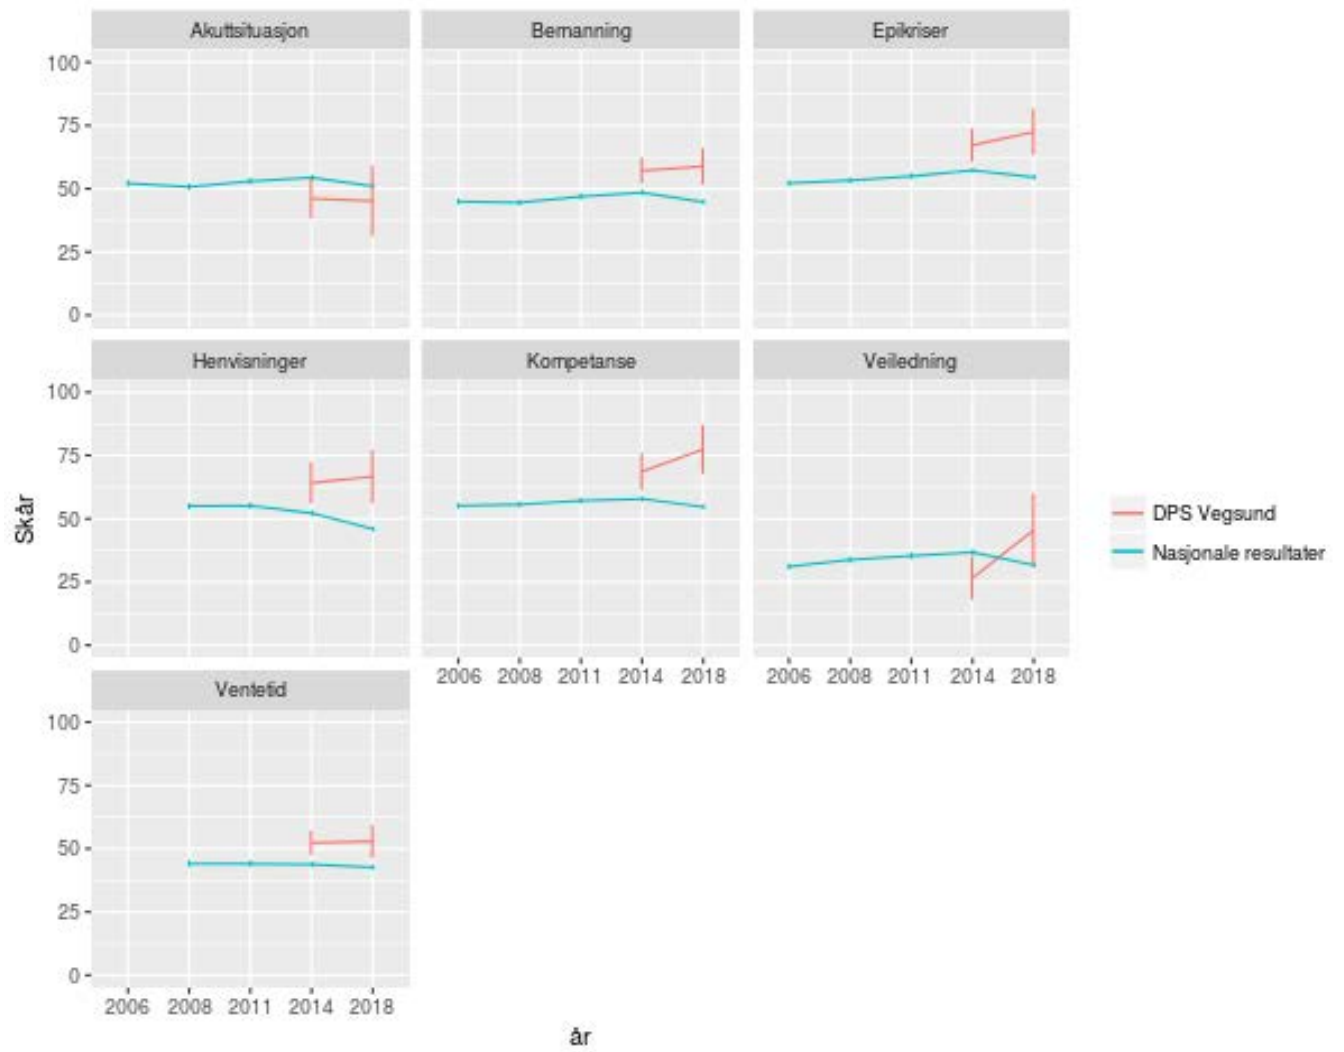 Akuttsituasjon
Bemanning
Epikriser
100
75
50
25
0
Henvisninger
Kompetanse
Veiledning
100
75
50
25
0
2006 2008 2011 2014 2018
2006 2008 2011 2014 2018
Ventetid
100
75
50
25
0
2006 2008 2011 2014 2018
Skår
år
DPS Vegsund
Nasjonale resultater